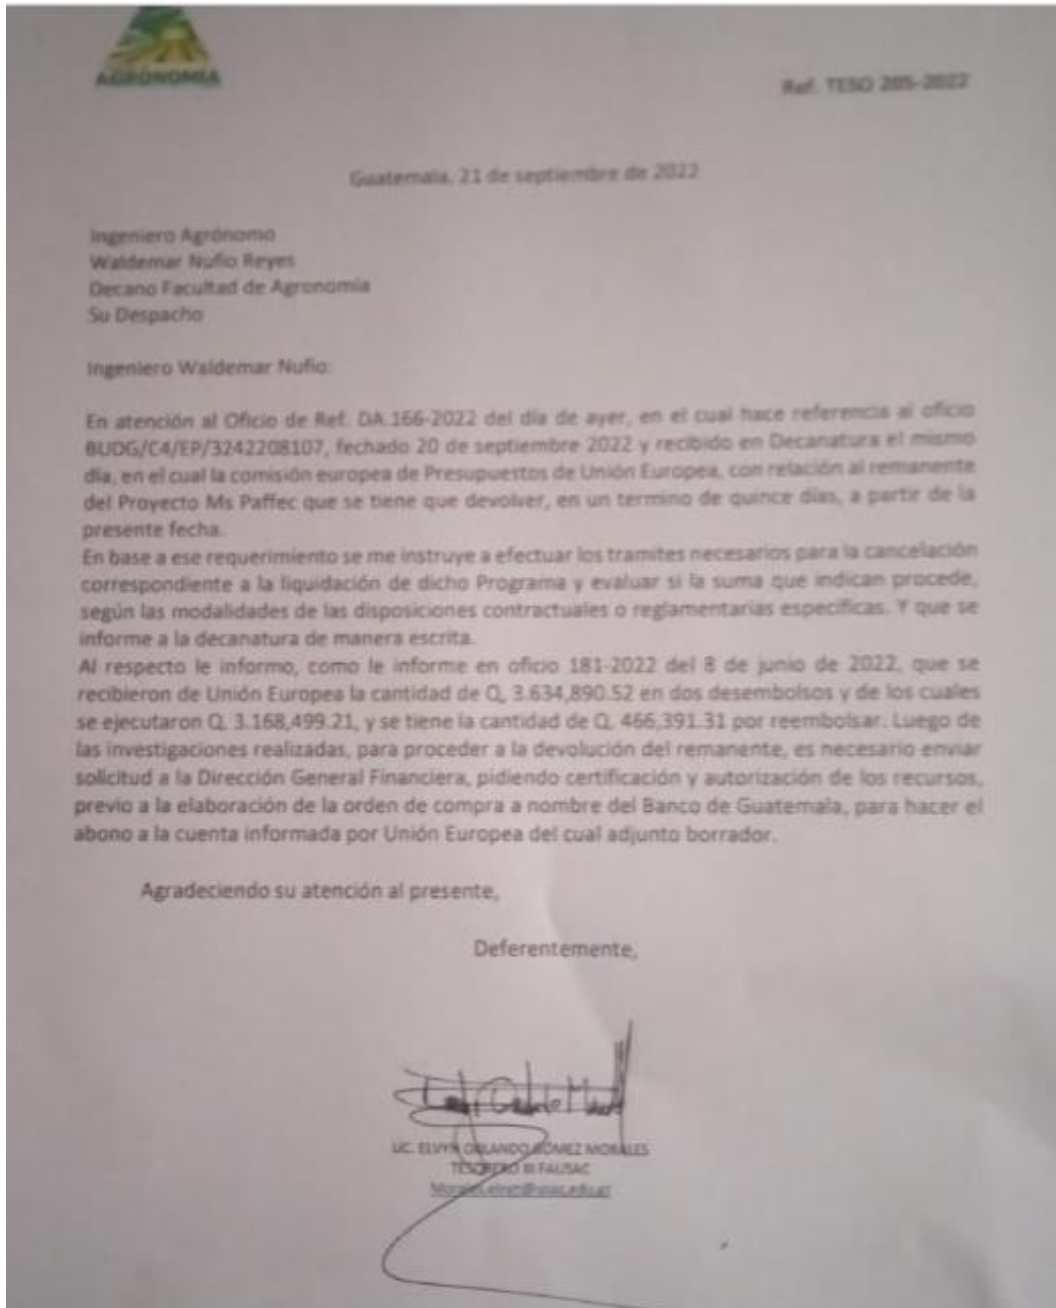 AGRONOMIA
Ref. TESO 205-2022
Guatemala, 21 de septiembre de 2022
Ingeniero Agrónomo
Waldemar Nufio Reyes
Decano Facultad de Agronomía
Su Despacho
Ingeniero Waldemar Nufio:
En atención al Oficio de Ref. DA.166-2022 del día de ayer, en el cual hace referencia al oficio
BUDG/C4/EP/3242208107, fechado 20 de septiembre 2022 y recibido en Decanatura el mismo
día, en el cual la comisión europea de Presupuestos de Unión Europea, con relación al remanente
del Proyecto Ms Paffec que se tiene que devolver, en un termino de quince días, a partir de la
presente fecha.
En base a ese requerimiento se me instruye a efectuar los tramites necesarios para la cancelación
correspondiente a la liquidación de dicho Programa y evaluar si la suma que indican procede,
según las modalidades de las disposiciones contractuales o reglamentarias específicas. Y que se
informe a la decanatura de manera escrita.
Al respecto le informo, como le informe en oficio 181-2022 del 8 de junio de 2022, que se
recibieron de Unión Europea la cantidad de Q. 3.634,890.52 en dos desembolsos y de los cuales
se ejecutaron Q. 3.168,499.21, y se tiene la cantidad de Q. 466,391.31 por reembolsar. Luego de
las investigaciones realizadas, para proceder a la devolución del remanente, es necesario enviar
solicitud a la Dirección General Financiera, pidiendo certificación y autorización de los recursos,
previo a la elaboración de la orden de compra a nombre del Banco de Guatemala, para hacer el
abono a la cuenta informada por Unión Europea del cual adjunto borrador.
Agradeciendo su atención al presente,
Deferentemente,
LIC. ELVYN ORLANDO GÓMEZ MORALES
TESORERO III FAUSAC